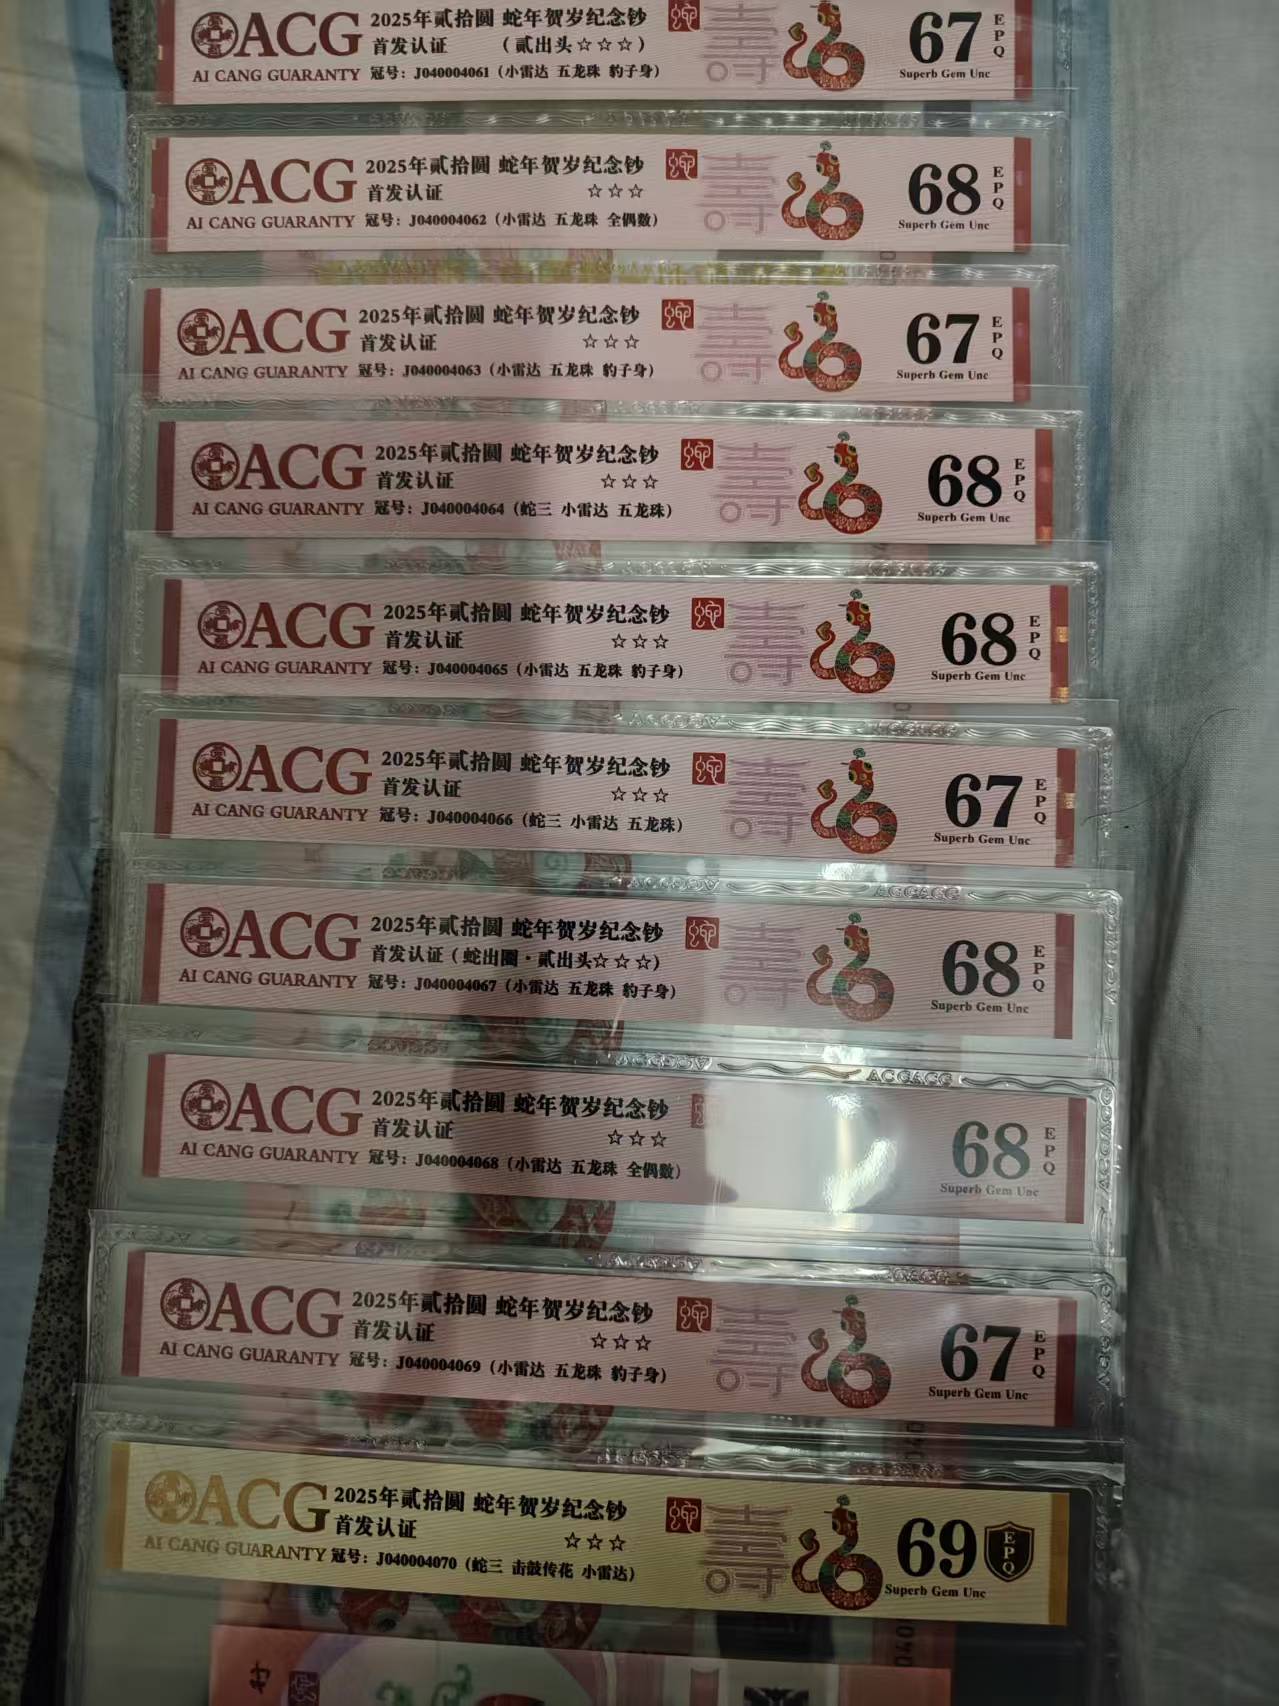 ACG
AI CANG GUARANTY
2025年贰拾圆 蛇年贺岁纪念钞
首发认证 (贰出头☆☆☆)
冠号: J040004061 (小雷达 五龙珠 豹子身)
67 EPQ
Superb Gem Unc
ACG
AI CANG GUARANTY
2025年贰拾圆 蛇年贺岁纪念钞
首发认证 ☆☆☆
冠号: J040004062 (小雷达 五龙珠 全偶数)
68 EPQ
Superb Gem Unc
ACG
AI CANG GUARANTY
2025年贰拾圆 蛇年贺岁纪念钞
首发认证 ☆☆☆
冠号: J040004063 (小雷达 五龙珠 豹子身)
67 EPQ
Superb Gem Unc
ACG
AI CANG GUARANTY
2025年贰拾圆 蛇年贺岁纪念钞
首发认证 ☆☆☆
冠号: J040004064 (蛇三 小雷达 五龙珠)
68 EPQ
Superb Gem Unc
ACG
AI CANG GUARANTY
2025年贰拾圆 蛇年贺岁纪念钞
首发认证 ☆☆☆
冠号: J040004065 (小雷达 五龙珠 豹子身)
68 EPQ
Superb Gem Unc
ACG
AI CANG GUARANTY
2025年贰拾圆 蛇年贺岁纪念钞
首发认证 ☆☆☆
冠号: J040004066 (蛇三 小雷达 五龙珠)
67 EPQ
Superb Gem Unc
ACGACG
ACG
AI CANG GUARANTY
2025年贰拾圆 蛇年贺岁纪念钞
首发认证 (蛇出圈·贰出头☆☆☆)
冠号: J040004067 (小雷达 五龙珠 豹子身)
68 EPQ
Superb Gem Unc
ACGACG
ACG
AI CANG GUARANTY
2025年贰拾圆 蛇年贺岁纪念钞
首发认证 ☆☆☆
冠号: J040004068 (小雷达 五龙珠 全偶数)
68 EPQ
Superb Gem Unc
ACG
AI CANG GUARANTY
2025年贰拾圆 蛇年贺岁纪念钞
首发认证 ☆☆☆
冠号: J040004069 (小雷达 五龙珠 豹子身)
67 EPQ
Superb Gem Unc
ACG
AI CANG GUARANTY
2025年贰拾圆 蛇年贺岁纪念钞
首发认证 ☆☆☆
冠号: J040004070 (蛇三 击鼓传花 小雷达)
69 EPQ
Superb Gem Unc